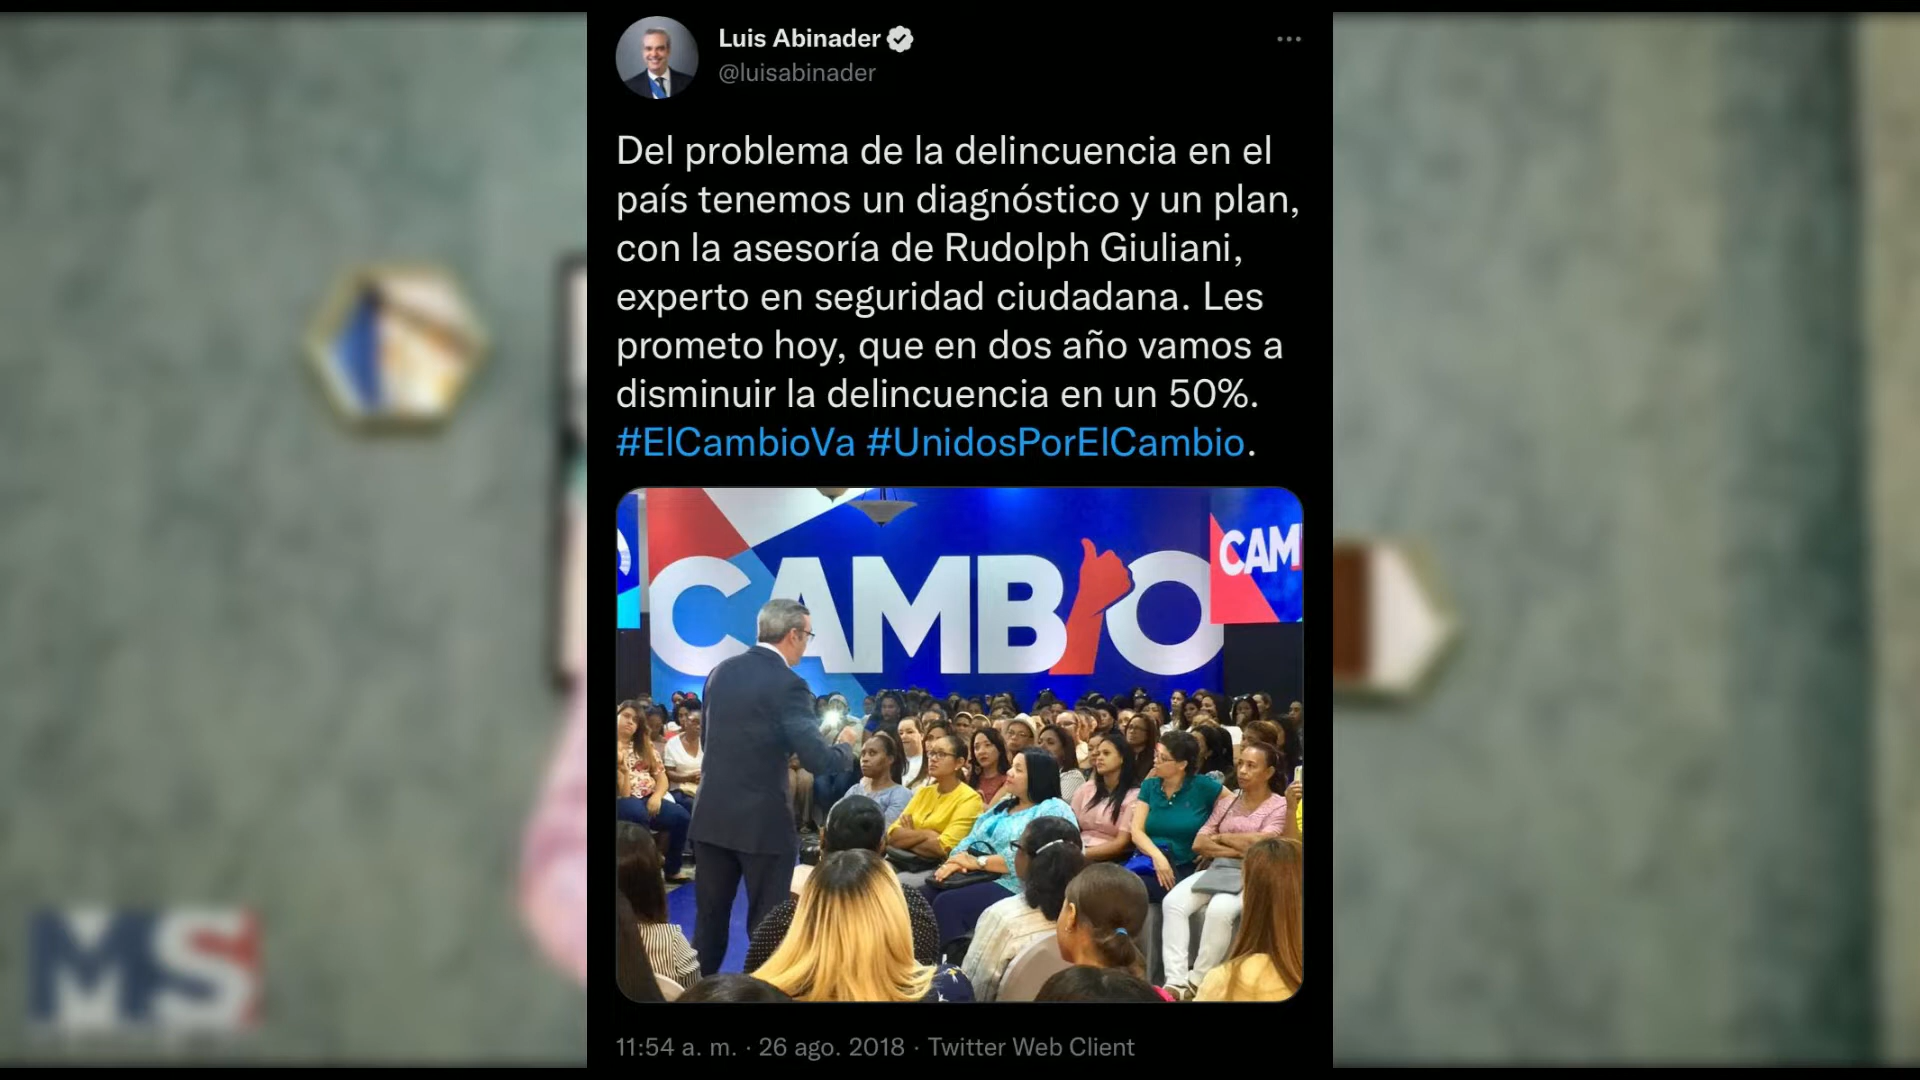 Luis Abinader
@luisabinader
Del problema de la delincuencia en el
país tenemos un diagnóstico y un plan,
con la asesoría de Rudolph Giuliani,
experto en seguridad ciudadana. Les
prometo hoy, que en dos año vamos a
disminuir la delincuencia en un 50%.
#ElCambioVa #UnidosPorElCambio.
CAMBIO
CAM
11:54 a. m. · 26 ago. 2018 · Twitter Web Client
MS